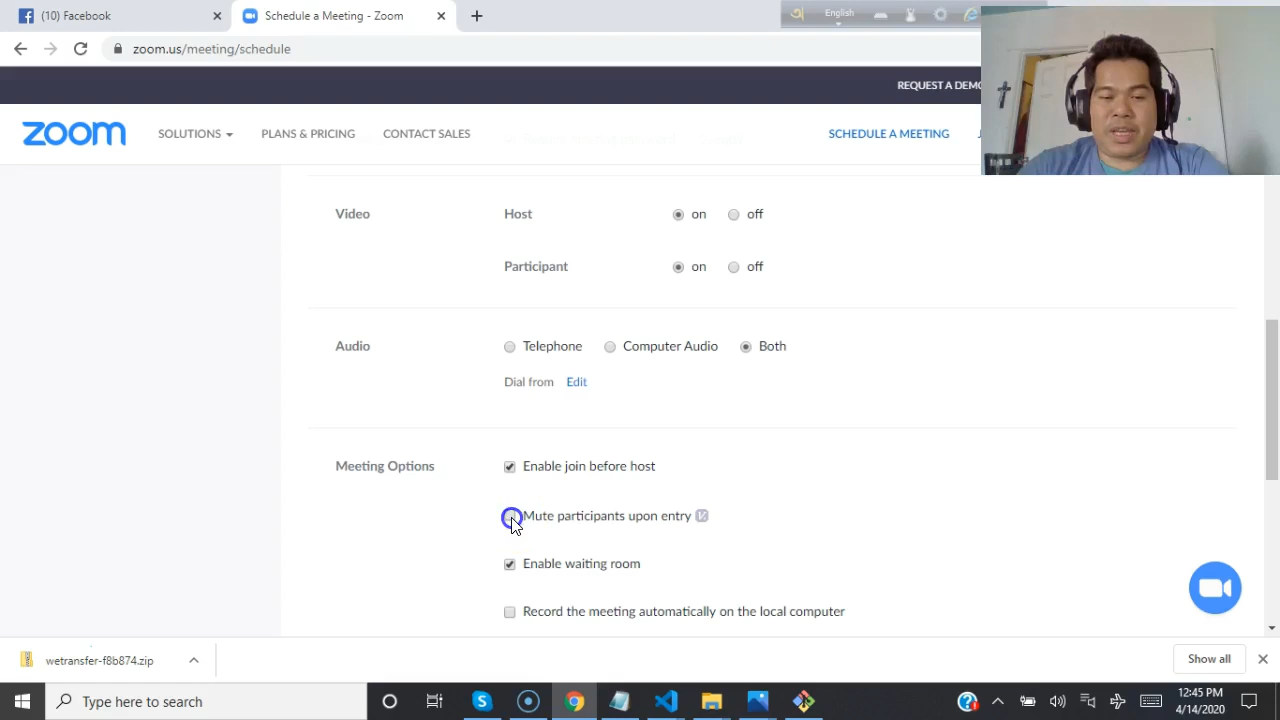 (10) Facebook
Schedule a Meeting - Zoom
English
zoom.us/meeting/schedule
REQUEST A DEMO
zoom
SOLUTIONS
PLANS & PRICING
CONTACT SALES
SCHEDULE A MEETING
Video
Host
on
off
Participant
on
off
Audio
Telephone
Computer Audio
Both
Dial from
Edit
Meeting Options
Enable join before host
Mute participants upon entry
Enable waiting room
Record the meeting automatically on the local computer
wetransfer-f8b874.zip
Show all
Type here to search
12:45 PM
4/14/2020